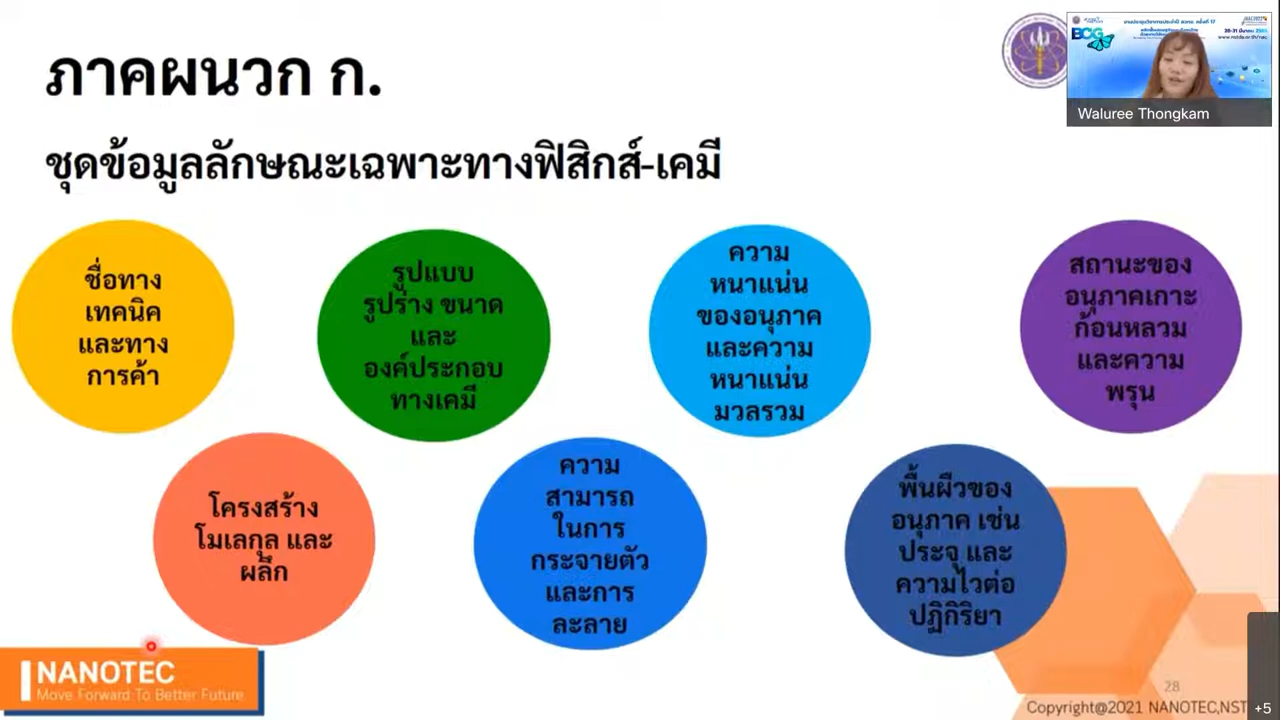 ภาคผนวก ก.
ชุดข้อมูลลักษณะเฉพาะทางฟิสิกส์-เคมี
ชื่อทาง
เทคนิค
และทาง
การค้า
รูปแบบ
รูปร่าง ขนาด
และ
องค์ประกอบ
ทางเคมี
ความ
หนาแน่น
ของอนุภาค
และความ
หนาแน่น
มวลรวม
สถานะของ
อนุภาคเกาะ
ก้อนหลวม
และความ
พรุน
โครงสร้าง
โมเลกุล และ
ผลึก
ความ
สามารถ
ในการ
กระจายตัว
และการ
ละลาย
พื้นผิวของ
อนุภาค เช่น
ประจุ และ
ความไวต่อ
ปฏิกิริยา
NANOTEC
Move Forward To Better Future
28
Copyright@2021 NANOTEC,NST
+5
BCG
Waluree Thongkam